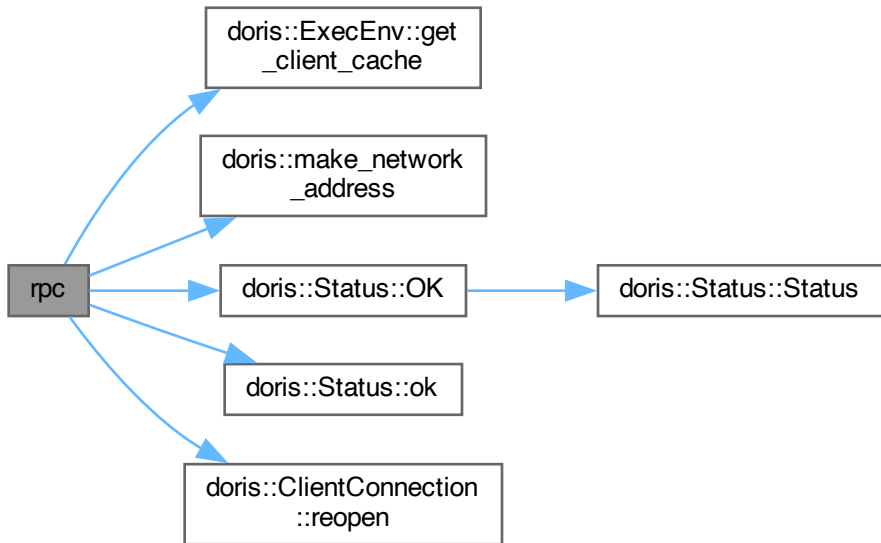 doris::ExecEnv::get
_client_cache
doris::make_network
_address
rpc
doris::Status::OK
doris::Status::Status
doris::Status::ok
doris::ClientConnection
::reopen